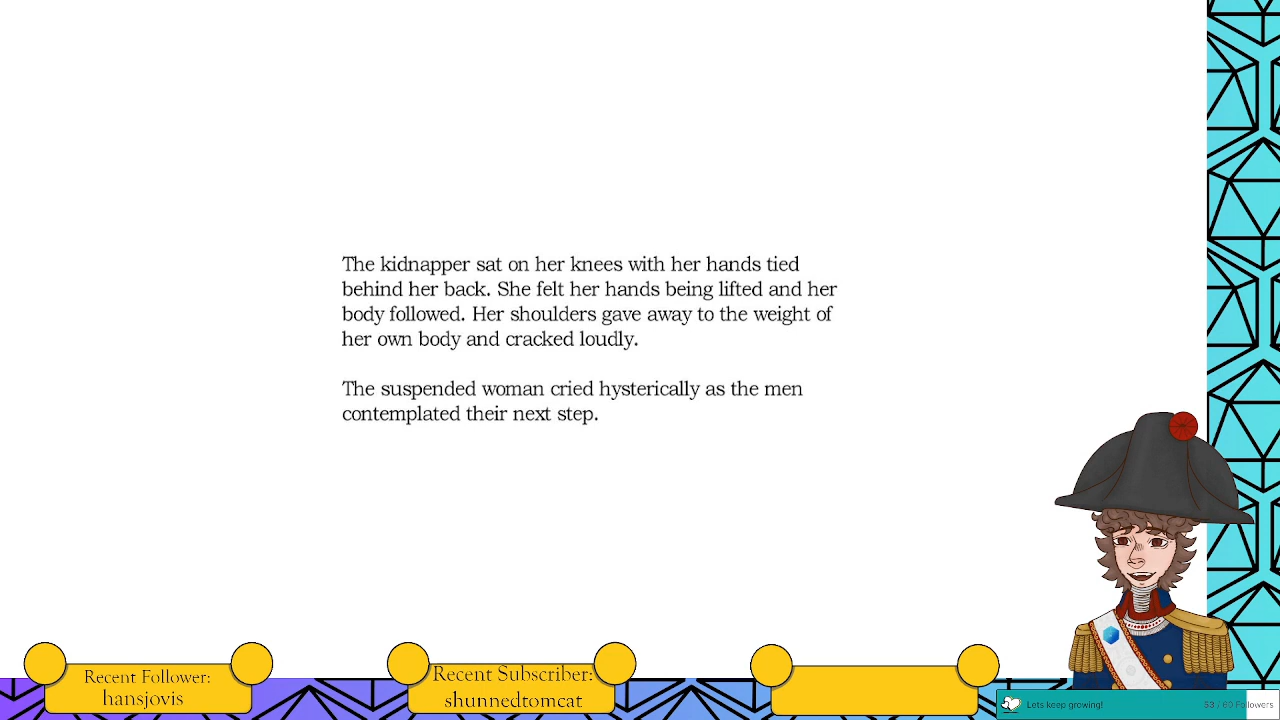 The kidnapper sat on her knees with her hands tied
behind her back. She felt her hands being lifted and her
body followed. Her shoulders gave away to the weight of
her own body and cracked loudly.
The suspended woman cried hysterically as the men
contemplated their next step.
Recent Follower:
hansjovis
Recent Subscriber:
shunnedtomcat
Lets keep growing!
53 / 60 Followers